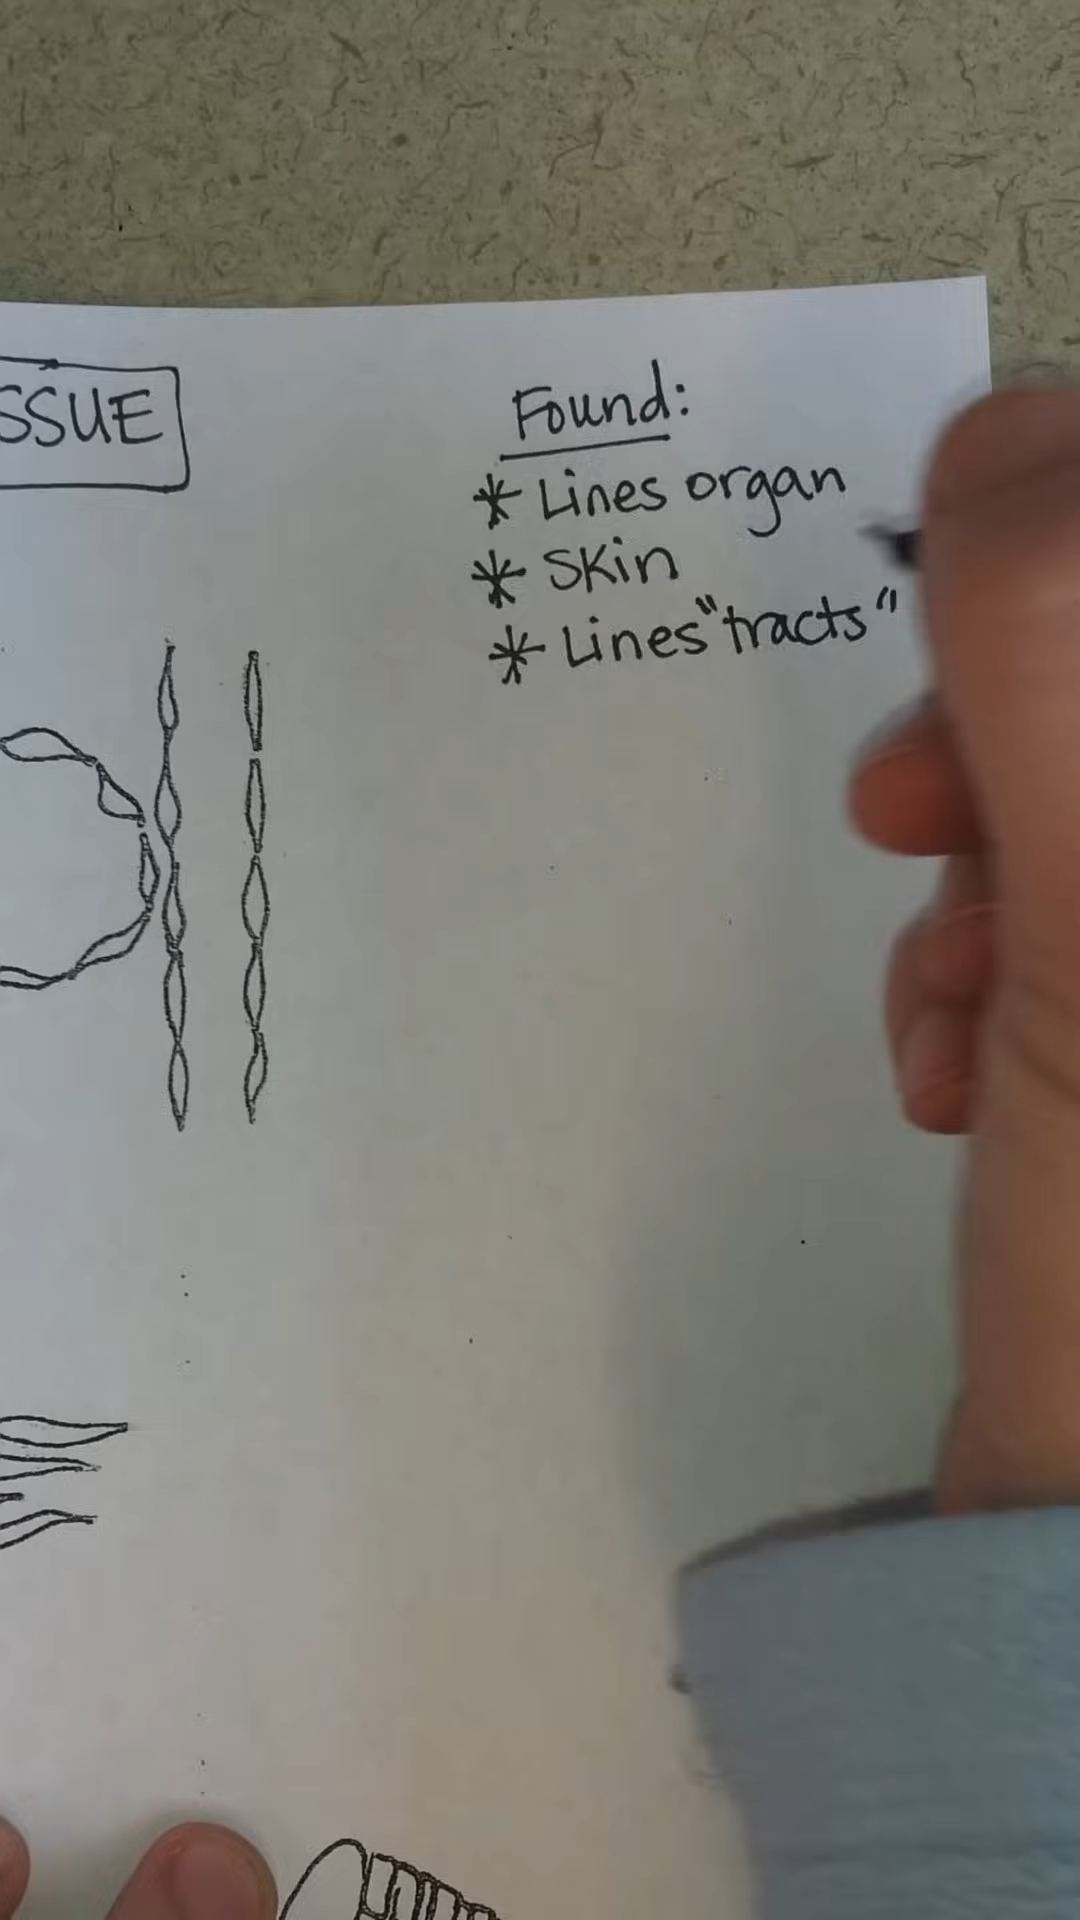 SSUE
Found:
* Lines organ
* Skin
* Lines "tracts"